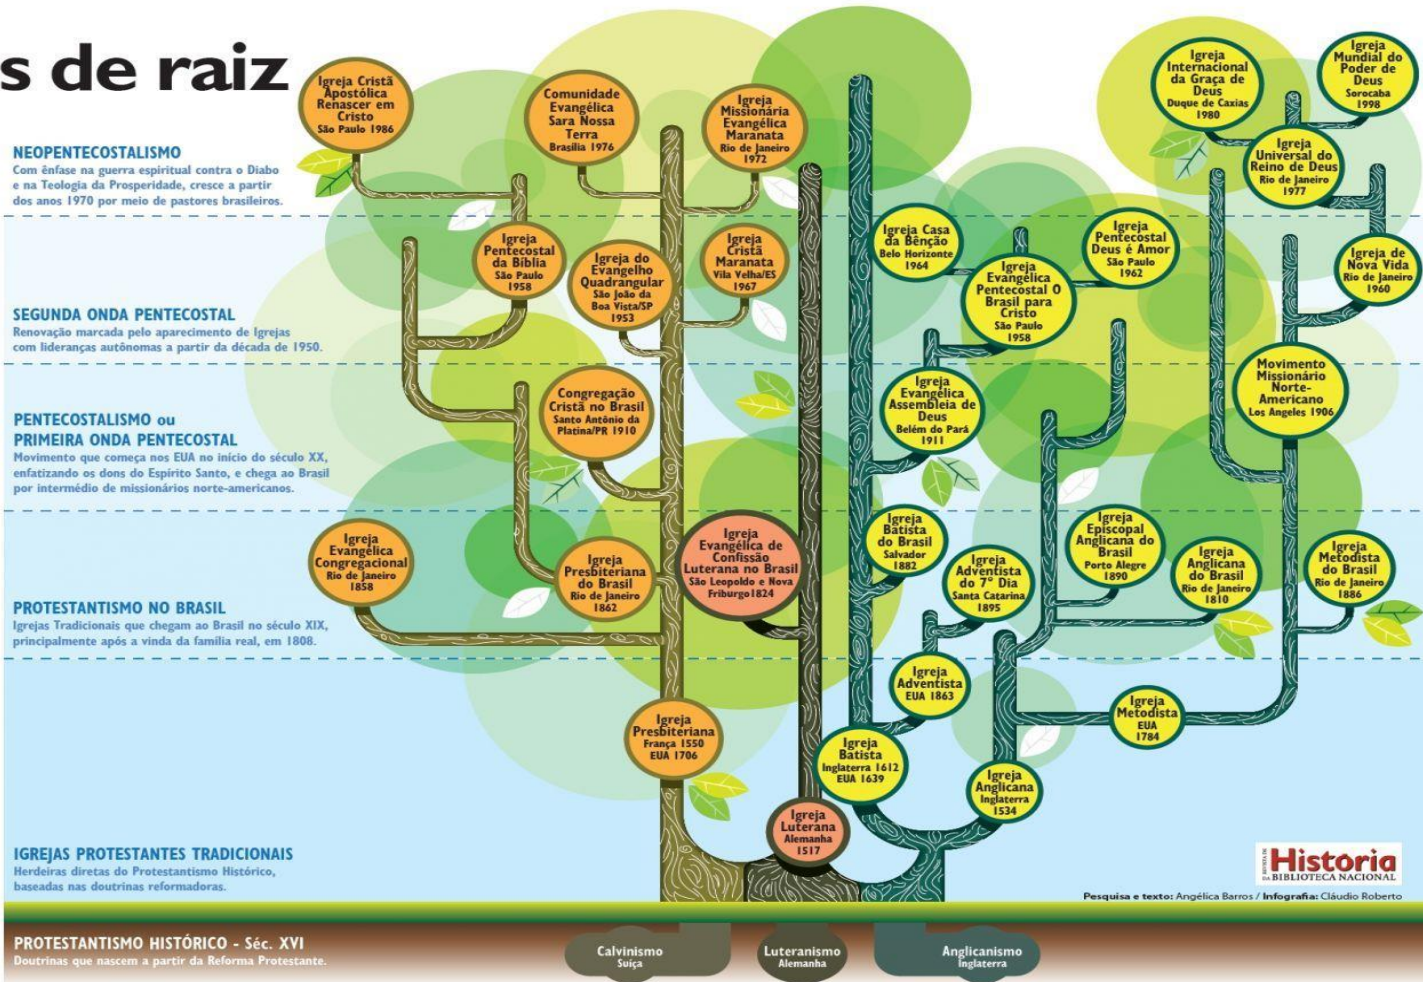 s de raiz
NEOPENTECOSTALISMO
Com ênfase na guerra espiritual contra o Diabo
e na Teologia da Prosperidade, cresce a partir
dos anos 1970 por meio de pastores brasileiros.
Igreja Cristã
Apostólica
Renascer em
Cristo
São Paulo 1986
Comunidade
Evangélica
Sara Nossa
Terra
Brasília 1976
Igreja
Missionária
Evangélica
Maranata
Rio de Janeiro
1972
Igreja
Internacional
da Graça de
Deus
Duque de Caxias
1980
Igreja
Mundial do
Poder de
Deus
Sorocaba
1998
Igreja
Universal do
Reino de Deus
Rio de Janeiro
1977
SEGUNDA ONDA PENTECOSTAL
Renovação marcada pelo aparecimento de Igrejas
com lideranças autônomas a partir da década de 1950.
Igreja
Pentecostal
da Bíblia
São Paulo
1958
Igreja do
Evangelho
Quadrangular
São João da
Boa Vista/SP
1953
Igreja
Cristã
Maranata
Vila Velha/ES
1967
Igreja Casa
da Bênção
Belo Horizonte
1964
Igreja
Evangélica
Pentecostal O
Brasil para
Cristo
São Paulo
1958
Igreja
Pentecostal
Deus é Amor
São Paulo
1962
Igreja de
Nova Vida
Rio de Janeiro
1960
PENTECOSTALISMO ou
PRIMEIRA ONDA PENTECOSTAL
Movimento que começa nos EUA no início do século XX,
enfatizando os dons do Espírito Santo, e chega ao Brasil
por intermédio de missionários norte-americanos.
Congregação
Cristã no Brasil
Santo Antônio da
Platina/PR 1910
Igreja
Evangélica
Assembleia de
Deus
Belém do Pará
1911
Movimento
Missionário
Norte-
Americano
Los Angeles 1906
PROTESTANTISMO NO BRASIL
Igrejas Tradicionais que chegam ao Brasil no século XIX,
principalmente após a vinda da família real, em 1808.
Igreja
Evangélica
Congregacional
Rio de Janeiro
1858
Igreja
Presbiteriana
do Brasil
Rio de Janeiro
1862
Igreja
Evangélica de
Confissão
Luterana no Brasil
São Leopoldo e Nova
Friburgo1824
Igreja
Batista
do Brasil
Salvador
1882
Igreja
Adventista
do 7º Dia
Santa Catarina
1895
Igreja
Episcopal
Anglicana do
Brasil
Porto Alegre
1890
Igreja
Anglicana
do Brasil
Rio de Janeiro
1810
Igreja
Metodista
do Brasil
Rio de Janeiro
1886
IGREJAS PROTESTANTES TRADICIONAIS
Herdeiras diretas do Protestantismo Histórico,
baseadas nas doutrinas reformadoras.
Igreja
Presbiteriana
França 1550
EUA 1706
Igreja
Luterana
Alemanha
1517
Igreja
Batista
Inglaterra 1612
EUA 1639
Igreja
Adventista
EUA 1863
Igreja
Anglicana
Inglaterra
1534
Igreja
Metodista
EUA
1784
REVISTA DE
Historia
DA BIBLIOTECA NACIONAL
Pesquisa e texto: Angélica Barros / Infografia: Cláudio Roberto
PROTESTANTISMO HISTÓRICO - Séc. XVI
Doutrinas que nascem a partir da Reforma Protestante.
Calvinismo
Suíça
Luteranismo
Alemanha
Anglicanismo
Inglaterra